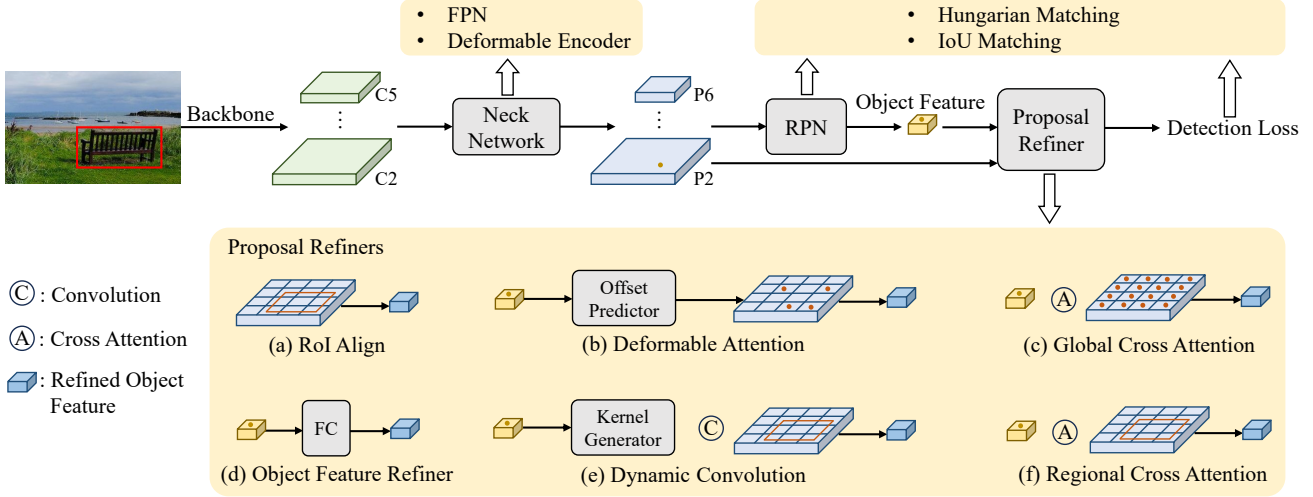 • FPN
• Deformable Encoder
• Hungarian Matching
• IoU Matching
Backbone
C5
⋮
C2
Neck
Network
P6
⋮
P2
RPN
Object Feature
Proposal
Refiner
Detection Loss
Proposal Refiners
Ⓒ : Convolution
Ⓐ : Cross Attention
: Refined Object
Feature
(a) RoI Align
Offset
Predictor
(b) Deformable Attention
Ⓐ
(c) Global Cross Attention
FC
(d) Object Feature Refiner
Kernel
Generator
Ⓒ
(e) Dynamic Convolution
Ⓐ
(f) Regional Cross Attention